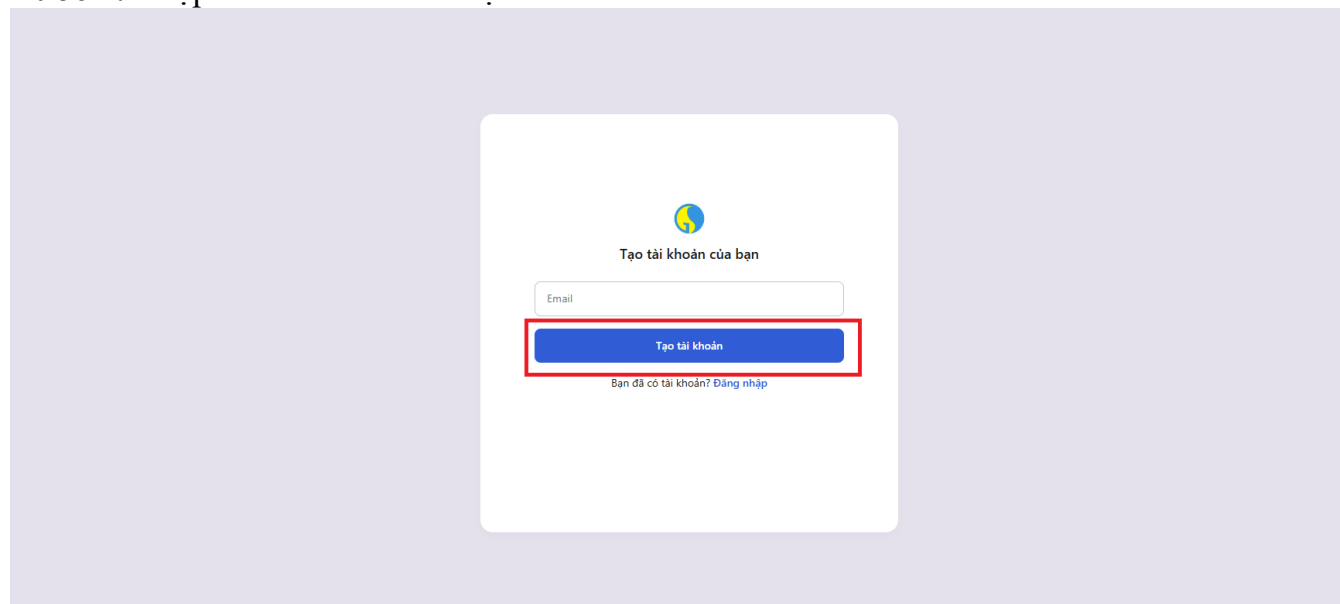 Tạo tài khoản của bạn
Email
Tạo tài khoản
Bạn đã có tài khoản? Đăng nhập